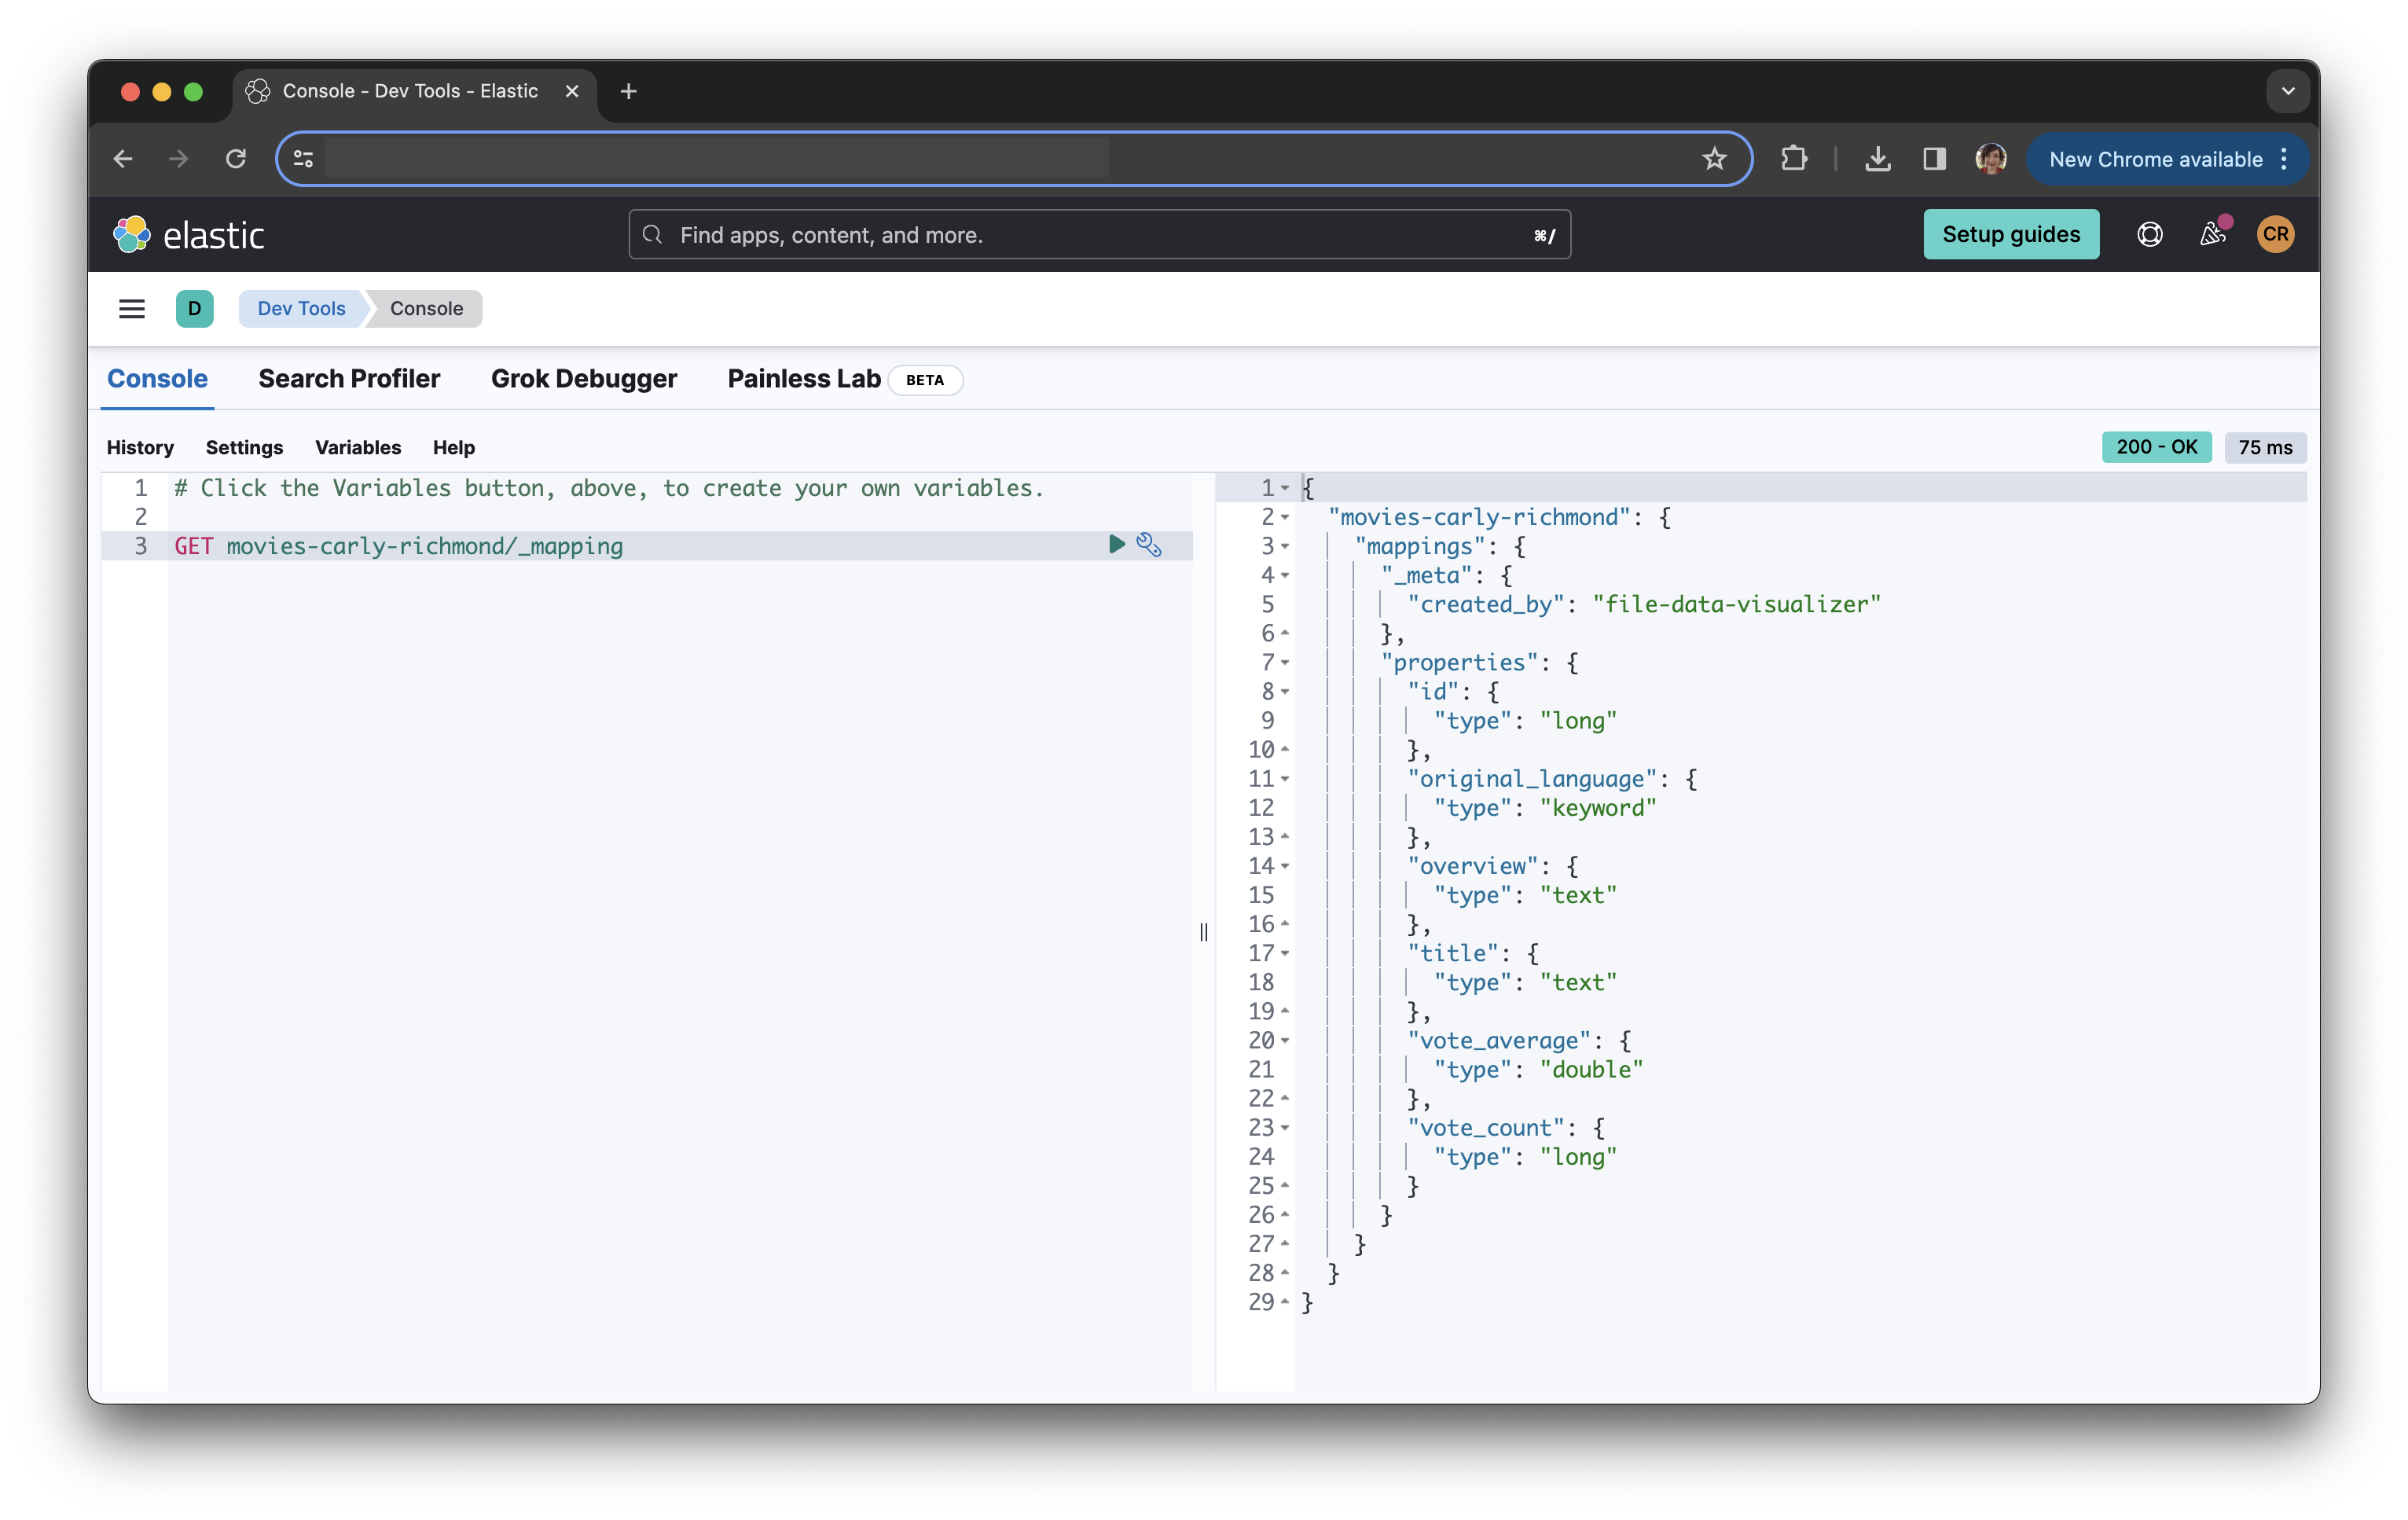 Console - Dev Tools - Elastic
New Chrome available
elastic
Find apps, content, and more.
⌘/
Setup guides
CR
D
Dev Tools
Console
Console
Search Profiler
Grok Debugger
Painless Lab
BETA
History
Settings
Variables
Help
200 - OK
75 ms
1 # Click the Variables button, above, to create your own variables.
2
3 GET movies-carly-richmond/_mapping
1 {
2 "movies-carly-richmond": {
3 "mappings": {
4 "_meta": {
5 "created_by": "file-data-visualizer"
6 },
7 "properties": {
8 "id": {
9 "type": "long"
10 },
11 "original_language": {
12 "type": "keyword"
13 },
14 "overview": {
15 "type": "text"
16 },
17 "title": {
18 "type": "text"
19 },
20 "vote_average": {
21 "type": "double"
22 },
23 "vote_count": {
24 "type": "long"
25 }
26 }
27 }
28 }
29 }